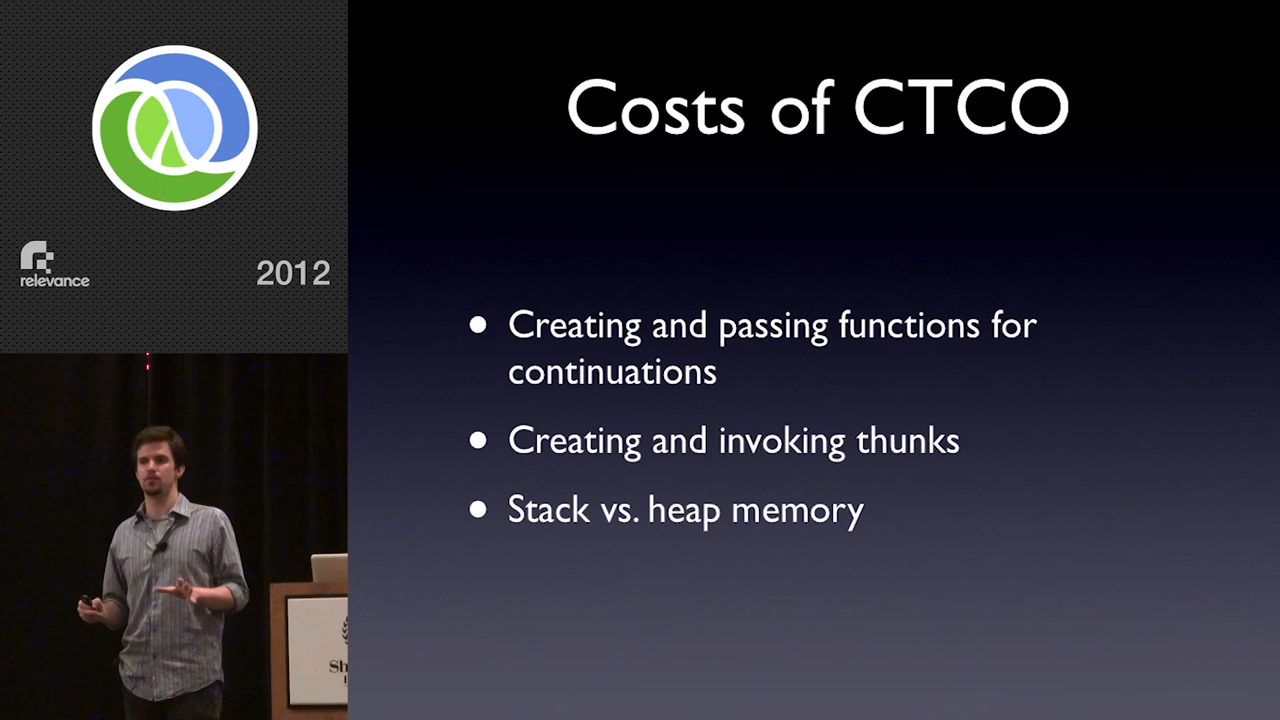 relevance
2012
Costs of CTCO
• Creating and passing functions for
continuations
• Creating and invoking thunks
• Stack vs. heap memory
Sh